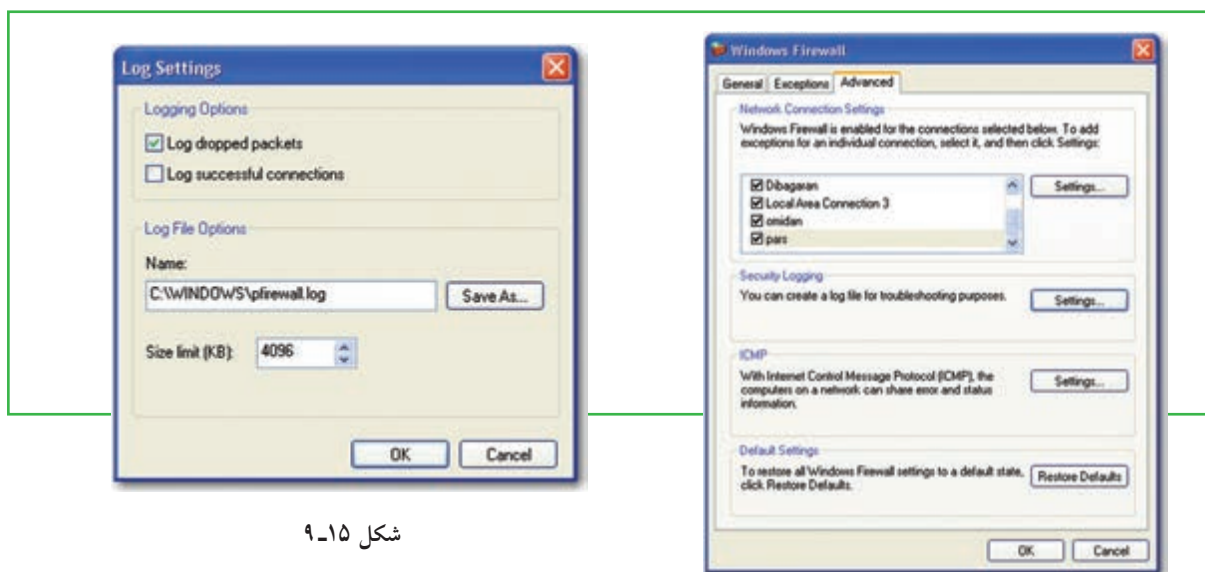 Log Settings
Logging Options
Log dropped packets
Log successful connections
Log File Options
Name:
C:\WINDOWS\pfirewall.log
Save As...
Size limit (KB):
4096
OK
Cancel
شکل ۱۵ـ۹
Windows Firewall
General
Exceptions
Advanced
Network Connection Settings
Windows Firewall is enabled for the connections selected below. To add
exceptions for an individual connection, select it, and then click Settings:
Dibagaran
Local Area Connection 3
omidan
pars
Settings...
Security Logging
You can create a log file for troubleshooting purposes.
Settings...
ICMP
With Internet Control Message Protocol (ICMP), the
computers on a network can share error and status
information.
Settings...
Default Settings
To restore all Windows Firewall settings to a default state,
click Restore Defaults.
Restore Defaults
OK
Cancel